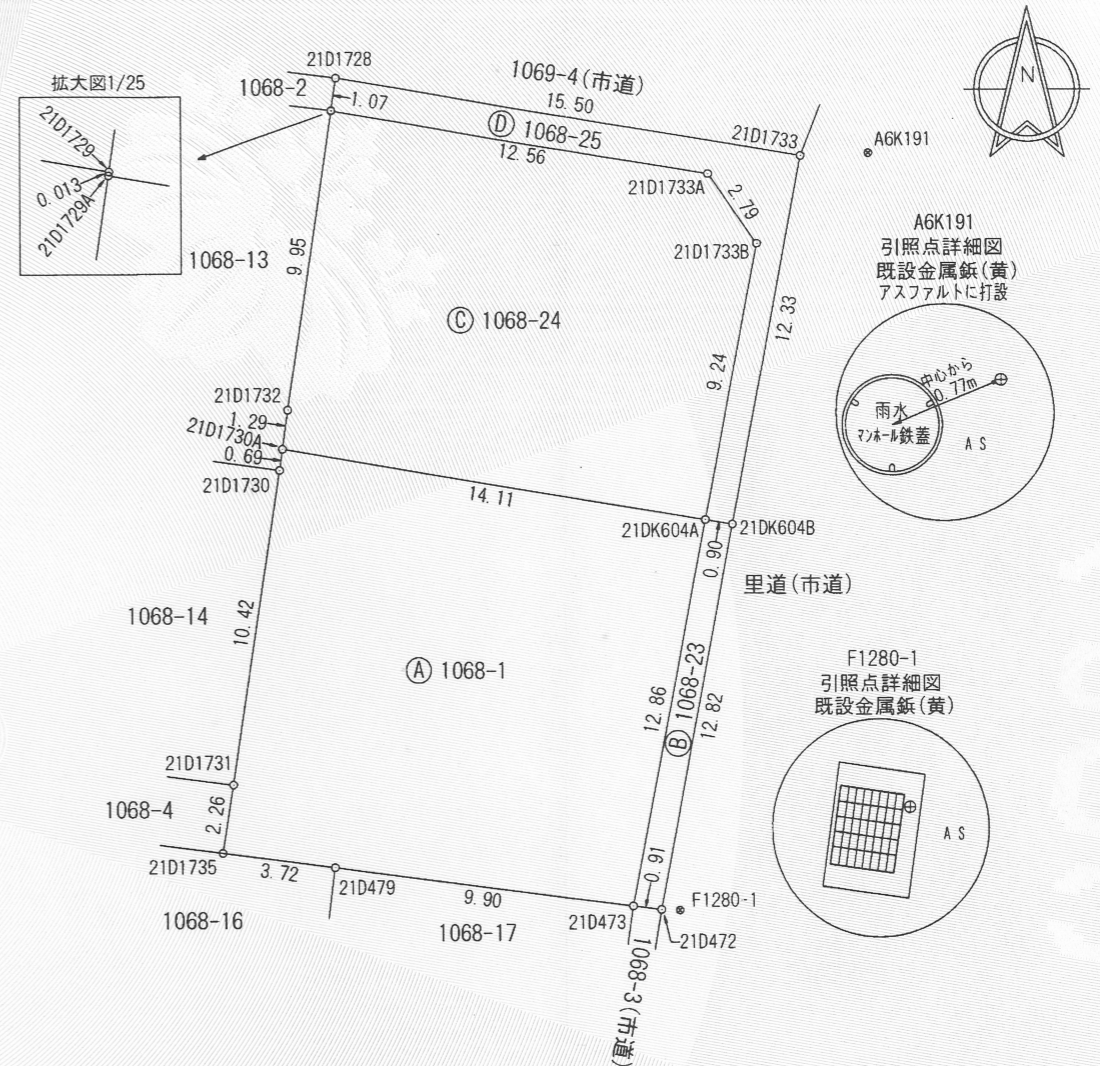 21D1728
1069-4(市道)
拡大図1/25
1068-2
1.07
15.50
N
21D1729
0.013
21D1729A
Ⓓ 1068-25
12.56
21D1733
A6K191
21D1733A
2.79
21D1733B
A6K191
引照点詳細図
既設金属鋲(黄)
アスファルトに打設
1068-13
9.95
Ⓒ 1068-24
12.33
9.24
中心から
0.77m
雨水
マンホール鉄蓋
AS
21D1732
1.29
21D1730A
0.69
21D1730
14.11
21DK604A
21DK604B
0.90
里道(市道)
1068-14
10.42
Ⓐ 1068-1
Ⓑ 1068-23
12.86
12.82
F1280-1
引照点詳細図
既設金属鋲(黄)
AS
21D1731
1068-4
2.26
21D1735
3.72
21D479
9.90
0.91
21D473
F1280-1
21D472
1068-16
1068-17
1068-3(市道)